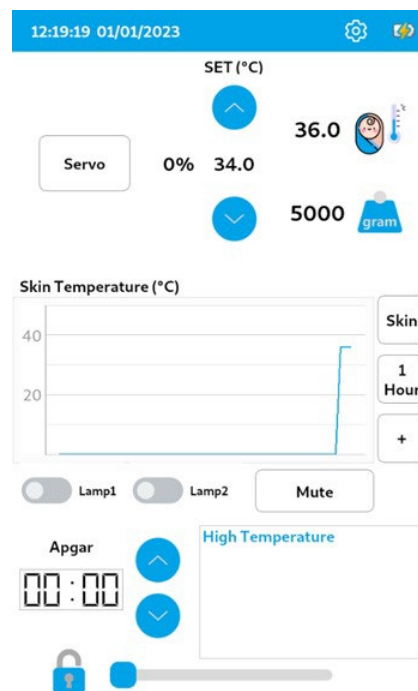 12:19:19 01/01/2023
SET (°C)
36.0
Servo 0% 34.0
5000 gram
Skin Temperature (°C)
Skin
40
1
Hour
20
+
Lamp1 Lamp2 Mute
Apgar
High Temperature
00:00